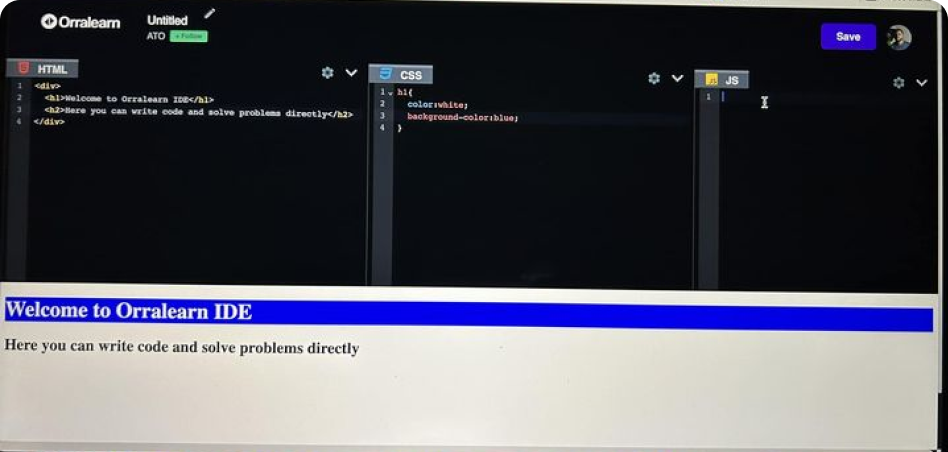 Orralearn
Untitled
ATO + Follow
Save
HTML
1 <div>
2 <h1>Welcome to Orralearn IDE</h1>
3 <h2>Here you can write code and solve problems directly</h2>
4 </div>
CSS
1 h1{
2 color:white;
3 background-color:blue;
4 }
JS JS
1
Welcome to Orralearn IDE
Here you can write code and solve problems directly